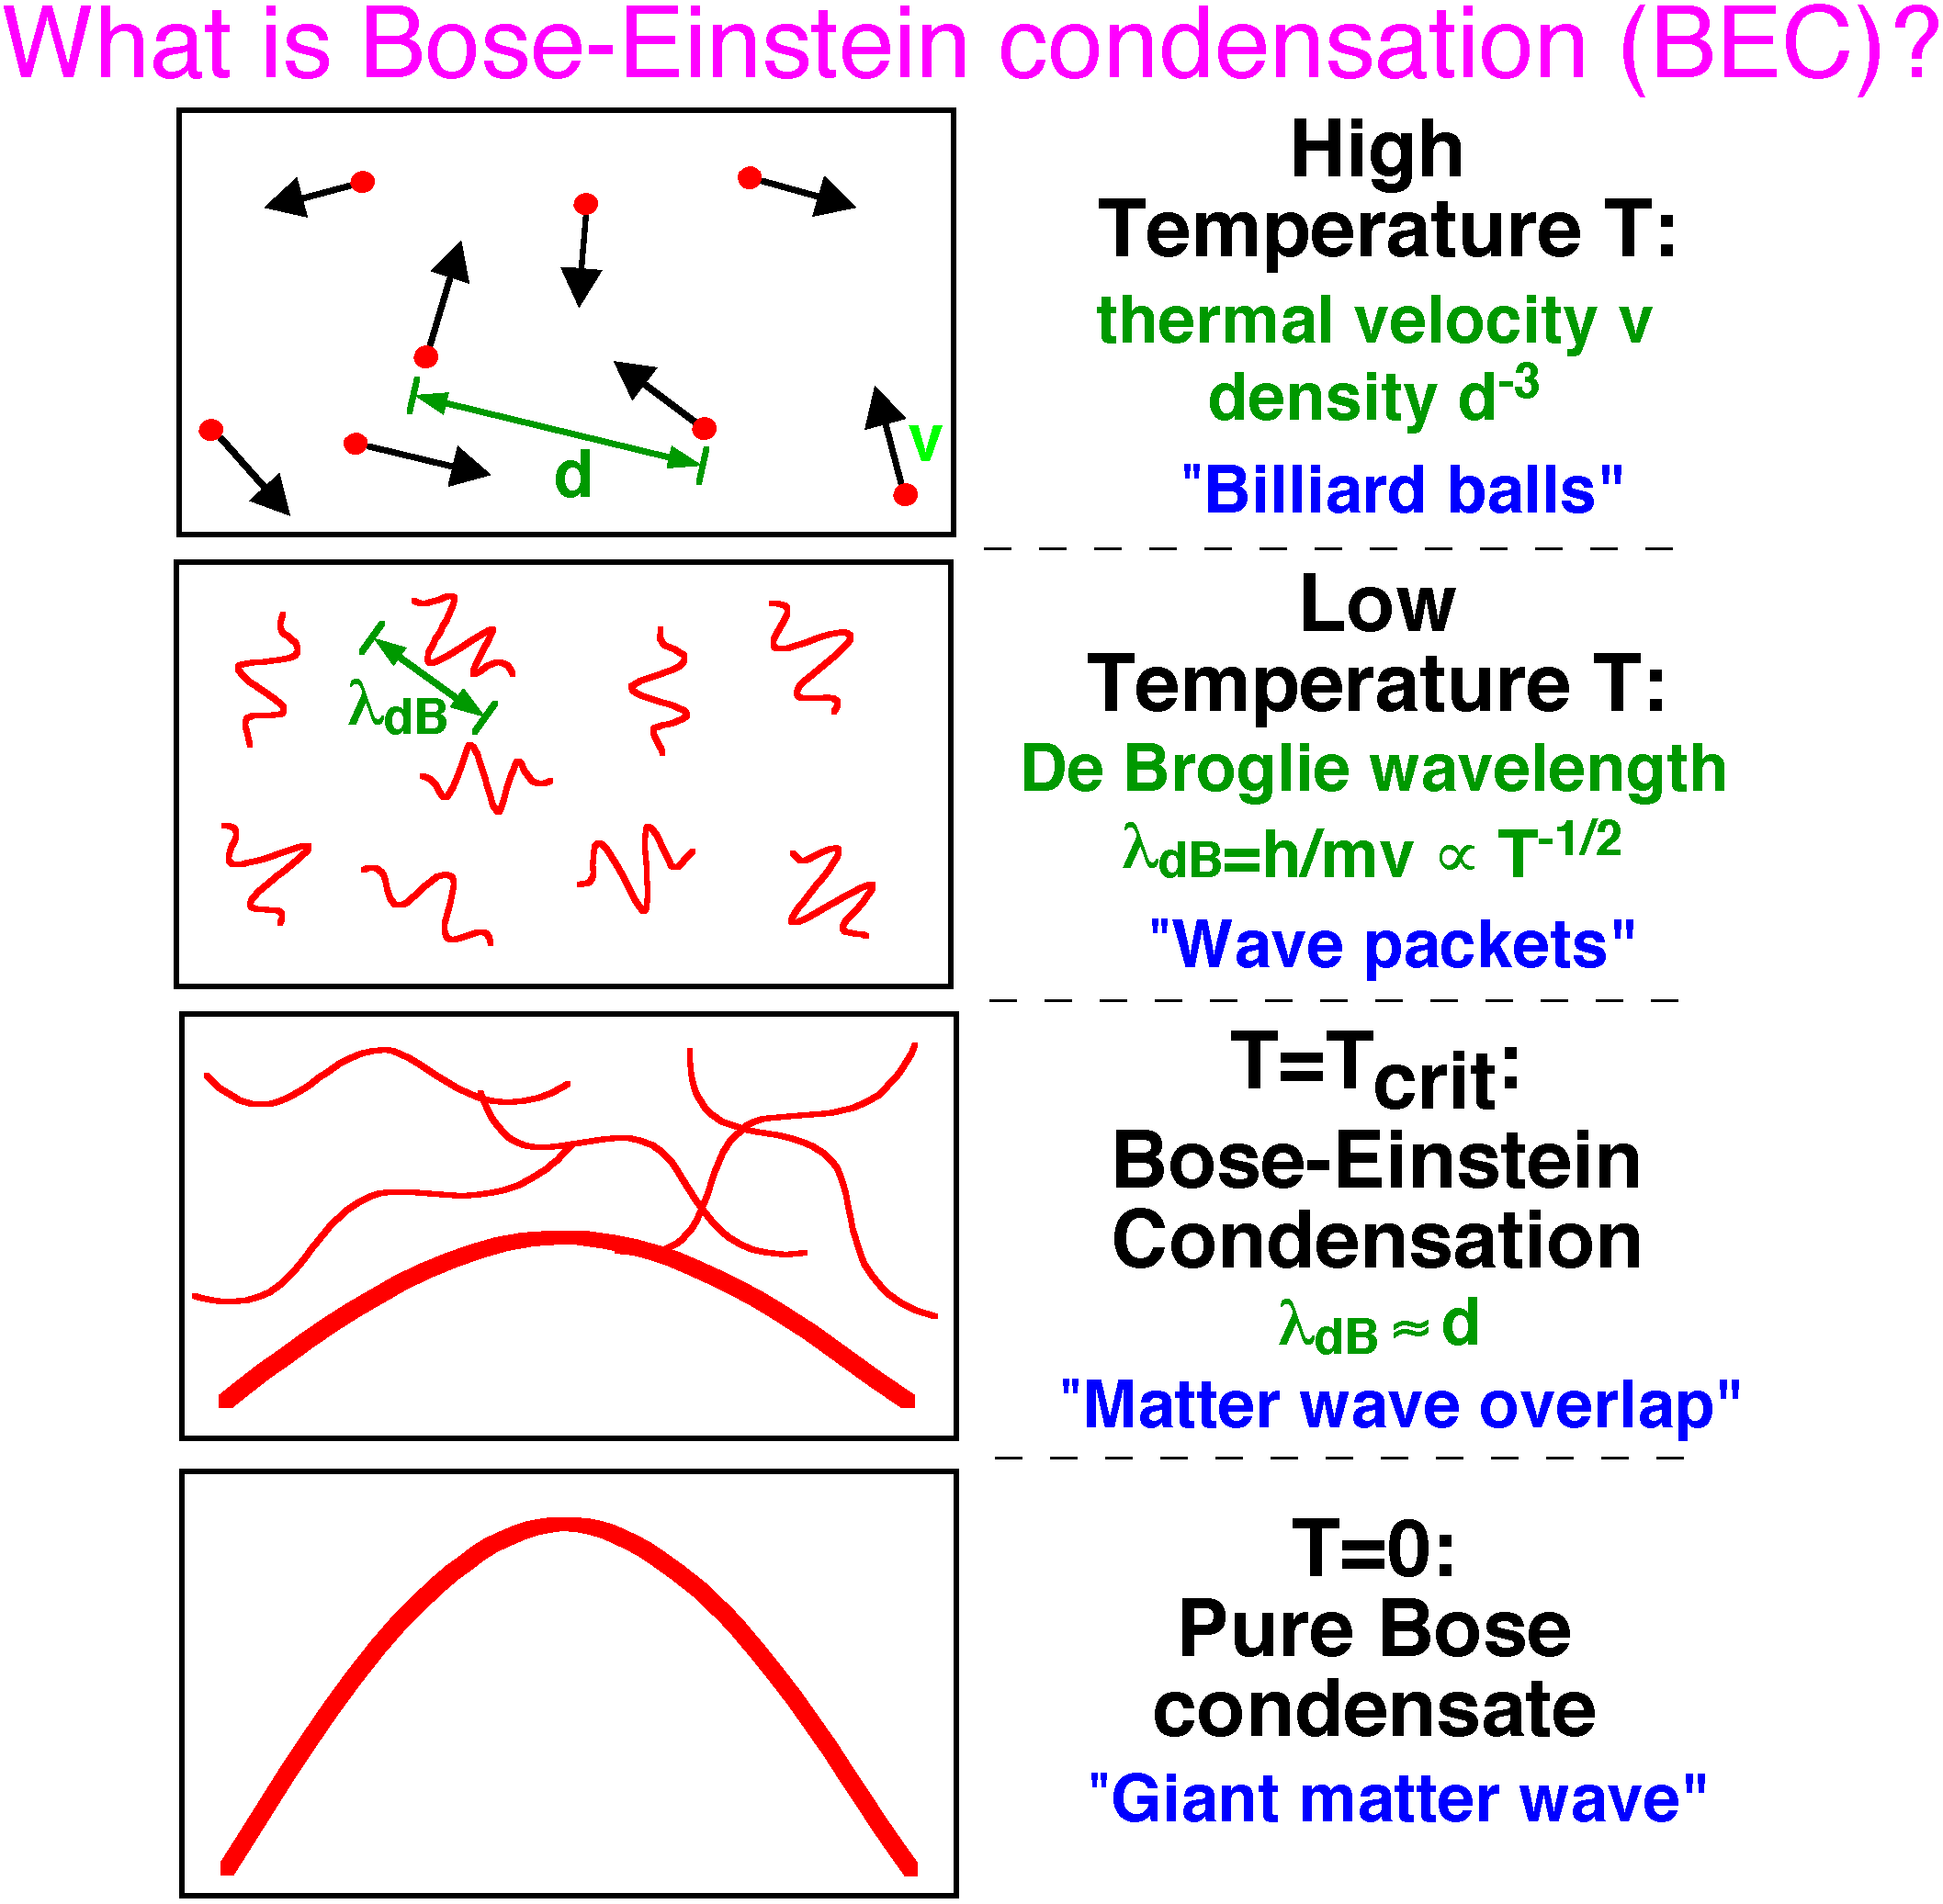 What is Bose-Einstein condensation (BEC)?
High
Temperature T:
thermal velocity v
density d⁻³
"Billiard balls"
d
v
Low
Temperature T:
De Broglie wavelength
λdB=h/mv ∝ T⁻¹/²
"Wave packets"
λdB
T=Tcrit:
Bose-Einstein
Condensation
λdB ≈ d
"Matter wave overlap"
T=0:
Pure Bose
condensate
"Giant matter wave"